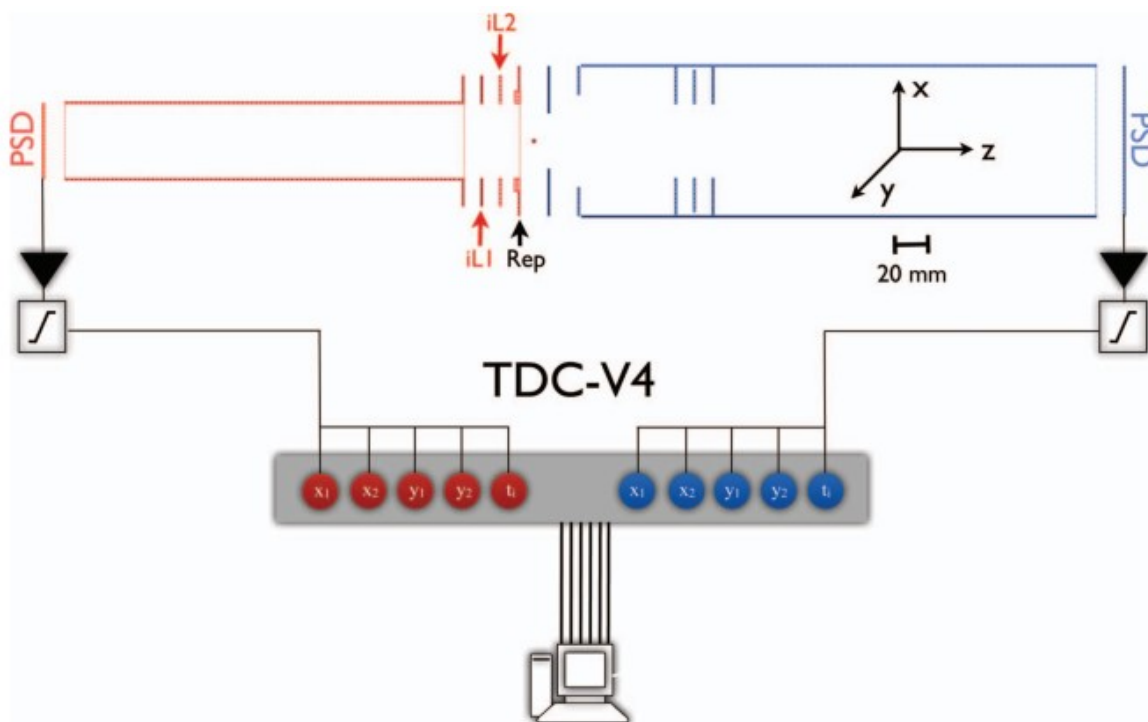 iL2
PSD
x
z
y
PSD
iL1
Rep
20 mm
TDC-V4
x₁ x₂ y₁ y₂ tᵢ x₁ x₂ y₁ y₂ tᵢ